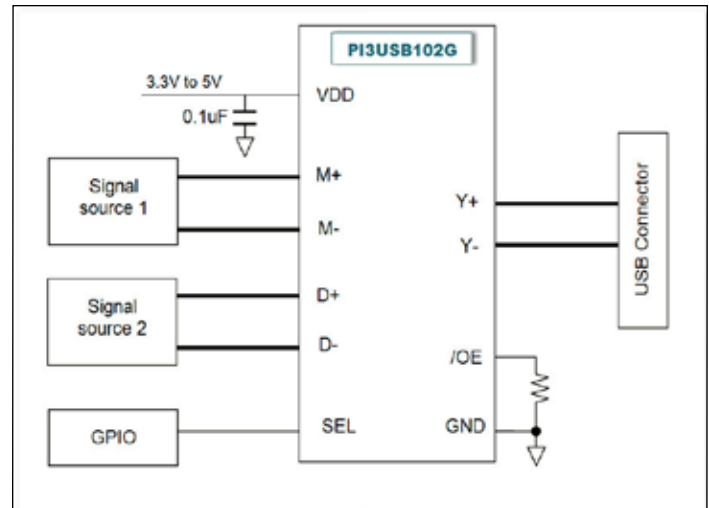 PI3USB102G
3.3V to 5V
VDD
0.1uF
Signal
source 1
M+
M-
Y+
Y-
USB Connector
Signal
source 2
D+
D-
/OE
GPIO
SEL
GND